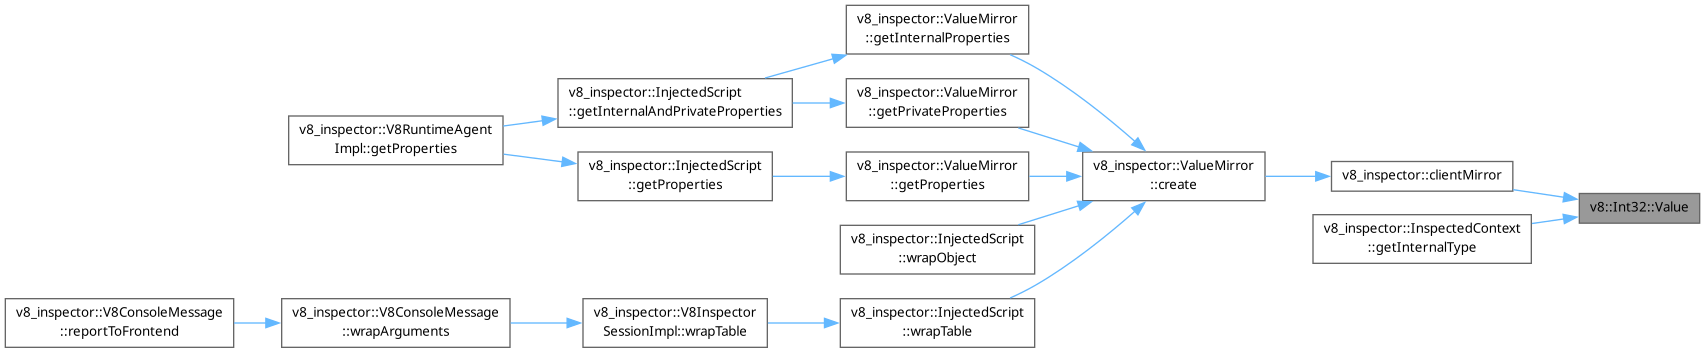 v8_inspector::ValueMirror
::getInternalProperties
v8_inspector::InjectedScript
::getInternalAndPrivateProperties
v8_inspector::ValueMirror
::getPrivateProperties
v8_inspector::V8RuntimeAgent
Impl::getProperties
v8_inspector::InjectedScript
::getProperties
v8_inspector::ValueMirror
::getProperties
v8_inspector::ValueMirror
::create
v8_inspector::clientMirror
v8::Int32::Value
v8_inspector::InspectedContext
::getInternalType
v8_inspector::InjectedScript
::wrapObject
v8_inspector::V8ConsoleMessage
::reportToFrontend
v8_inspector::V8ConsoleMessage
::wrapArguments
v8_inspector::V8Inspector
SessionImpl::wrapTable
v8_inspector::InjectedScript
::wrapTable